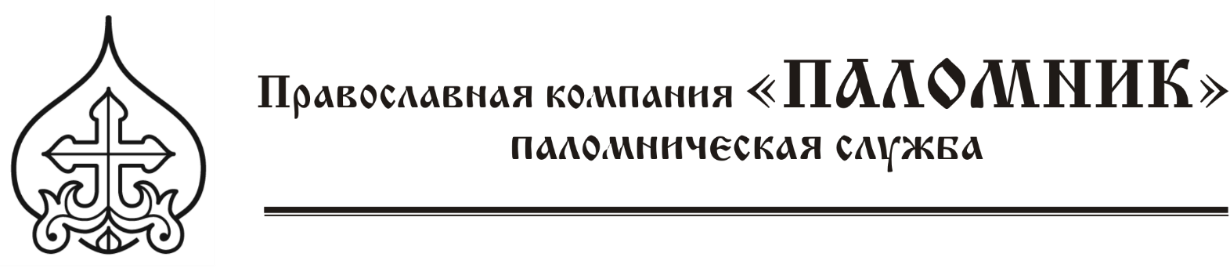 Православная компания «ПАЛОМНИК»
паломническая служба